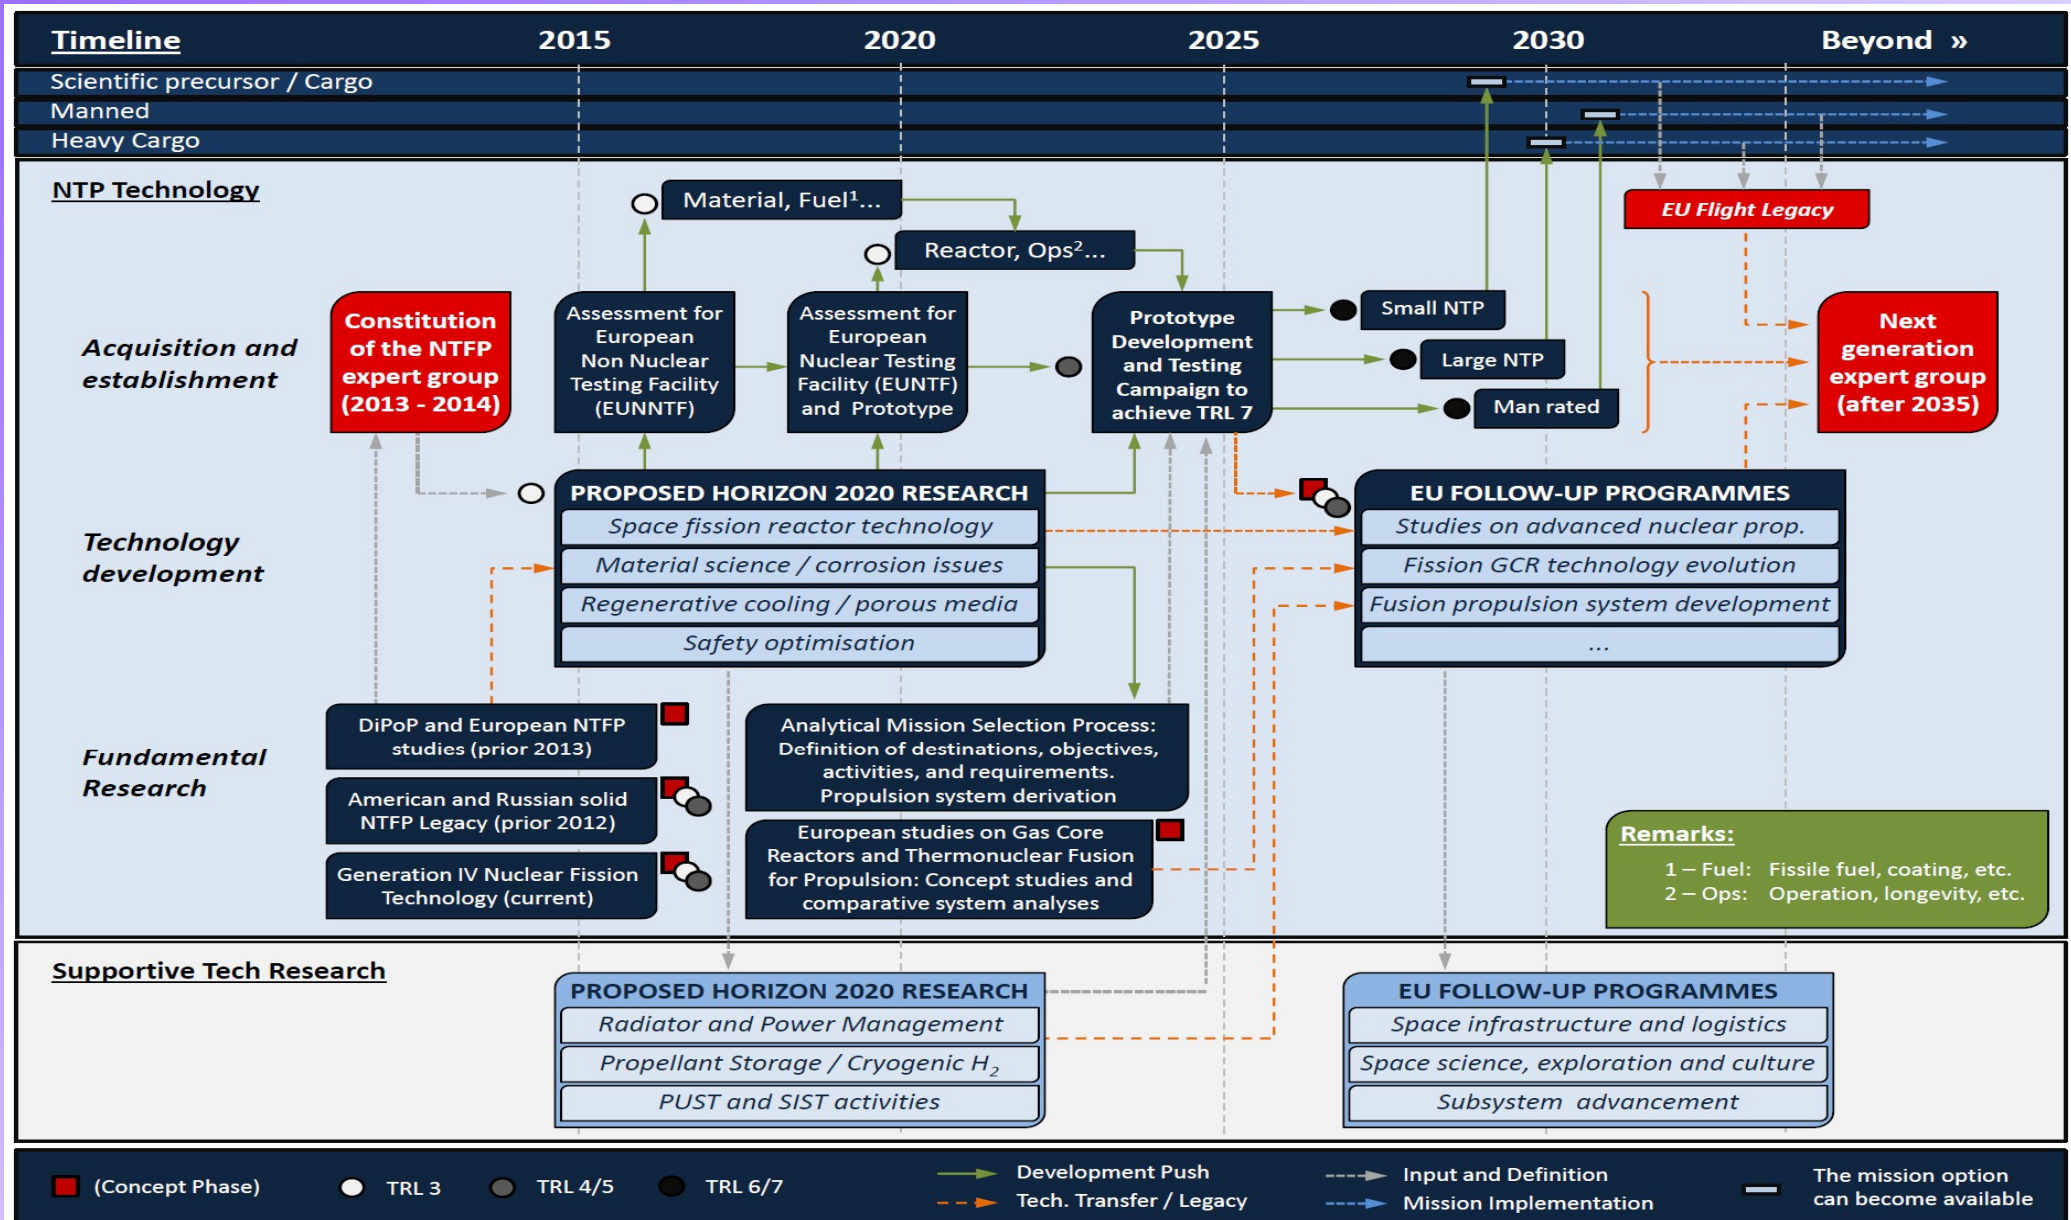 Timeline 2015 2020 2025 2030 Beyond »
Scientific precursor / Cargo
Manned
Heavy Cargo
NTP Technology
Material, Fuel¹...
Reactor, Ops²...
EU Flight Legacy
Acquisition and
establishment
Constitution
of the NTFP
expert group
(2013 - 2014)
Assessment for
European
Non Nuclear
Testing Facility
(EUNNTF)
Assessment for
European
Nuclear Testing
Facility (EUNTF)
and Prototype
Prototype
Development
and Testing
Campaign to
achieve TRL 7
Small NTP
Large NTP
Man rated
Next
generation
expert group
(after 2035)
Technology
development
PROPOSED HORIZON 2020 RESEARCH
Space fission reactor technology
Material science / corrosion issues
Regenerative cooling / porous media
Safety optimisation
EU FOLLOW-UP PROGRAMMES
Studies on advanced nuclear prop.
Fission GCR technology evolution
Fusion propulsion system development
...
Fundamental
Research
DiPoP and European NTFP
studies (prior 2013)
American and Russian solid
NTFP Legacy (prior 2012)
Generation IV Nuclear Fission
Technology (current)
Analytical Mission Selection Process:
Definition of destinations, objectives,
activities, and requirements.
Propulsion system derivation
European studies on Gas Core
Reactors and Thermonuclear Fusion
for Propulsion: Concept studies and
comparative system analyses
Remarks:
1 – Fuel: Fissile fuel, coating, etc.
2 – Ops: Operation, longevity, etc.
Supportive Tech Research
PROPOSED HORIZON 2020 RESEARCH
Radiator and Power Management
Propellant Storage / Cryogenic H₂
PUST and SIST activities
EU FOLLOW-UP PROGRAMMES
Space infrastructure and logistics
Space science, exploration and culture
Subsystem advancement
(Concept Phase)
TRL 3
TRL 4/5
TRL 6/7
Development Push
Tech. Transfer / Legacy
Input and Definition
Mission Implementation
The mission option
can become available